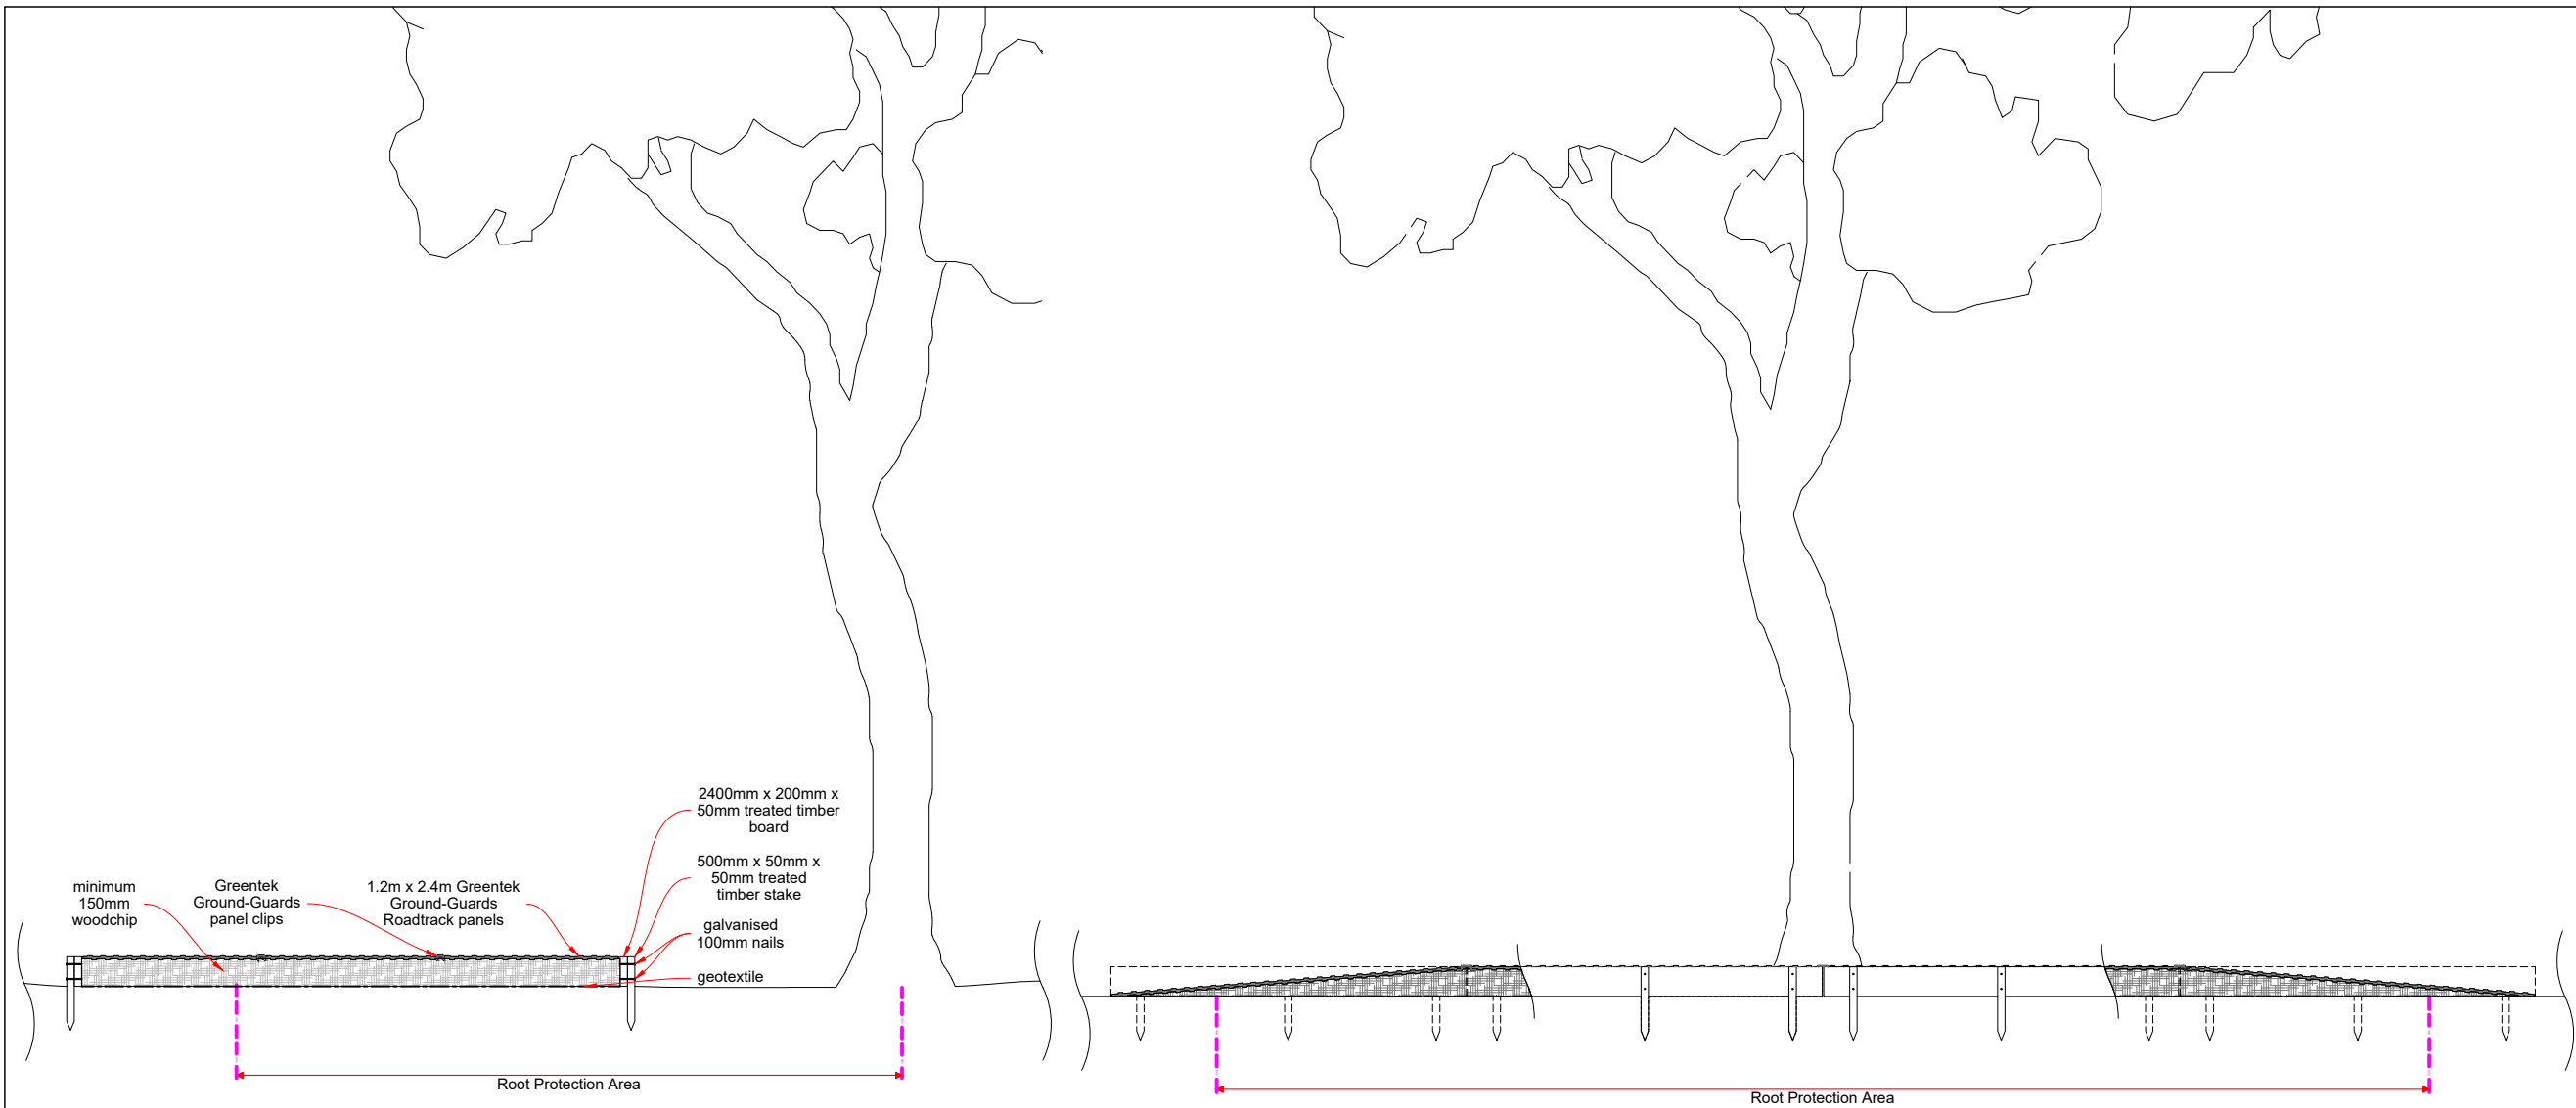 2400mm x 200mm x
50mm treated timber
board
500mm x 50mm x
50mm treated
timber stake
minimum
150mm
woodchip
Greentek
Ground-Guards
panel clips
1.2m x 2.4m Greentek
Ground-Guards
Roadtrack panels
galvanised
100mm nails
geotextile
Root Protection Area
Root Protection Area